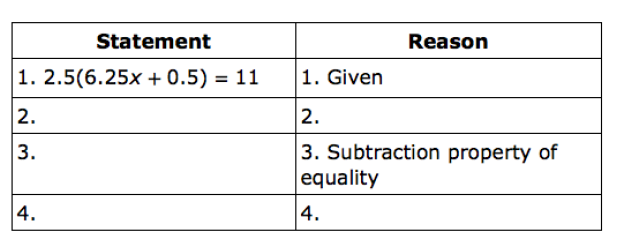 Statement Reason
1. 2.5(6.25x + 0.5) = 11 1. Given
2. 2.
3. 3. Subtraction property of
equality
4. 4.